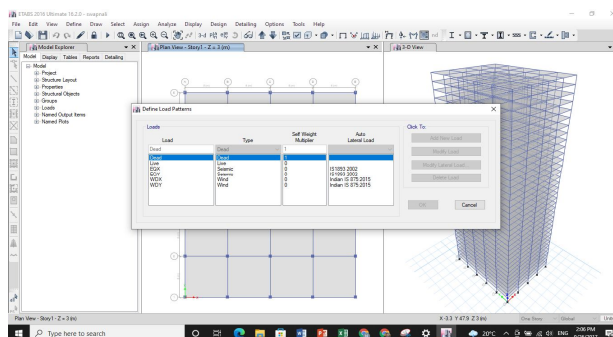 ETABS 2016 Ultimate 16.2.0 - swapnali
File Edit View Define Draw Select Assign Analyze Display Design Detailing Options Tools Help
Model Explorer
Plan View - Story1 - Z = 3 (m)
3-D View
Model Display Tables Reports Detailing
Model
Project
Structure Layout
Properties
Structural Objects
Groups
Loads
Named Output Items
Named Plots
Define Load Patterns
Loads
Click To:
Load Type Self Weight Multiplier Auto Lateral Load
Dead Dead 1
Dead Dead
Live Live 0
EQX Seismic 0 IS1893 2002
EQY Seismic 0 IS1893 2002
WDX Wind 0 Indian IS 875:2015
WDY Wind 0 Indian IS 875:2015
Add New Load
Modify Load
Modify Lateral Load
Delete Load
OK Cancel
Plan View - Story1 - Z = 3 (m)
X -3.3 Y 47.9 Z 3 (m)
One Story
Global
Units
Type here to search
20°C
ENG
2:06 PM